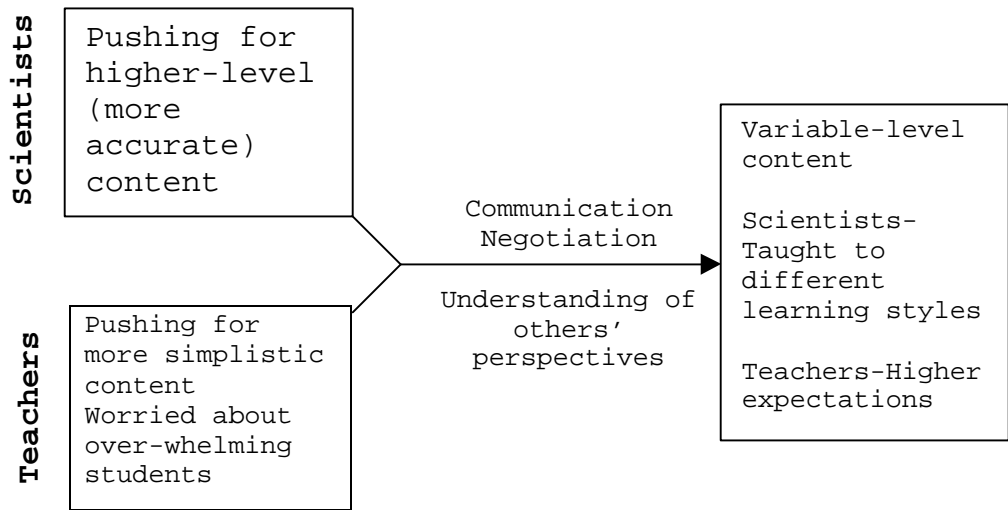 Scientists
Pushing for
higher-level
(more
accurate)
content
Teachers
Pushing for
more simplistic
content
Worried about
over-whelming
students
Communication
Negotiation
Understanding of
others’
perspectives
Variable-level
content
Scientists-
Taught to
different
learning styles
Teachers-Higher
expectations